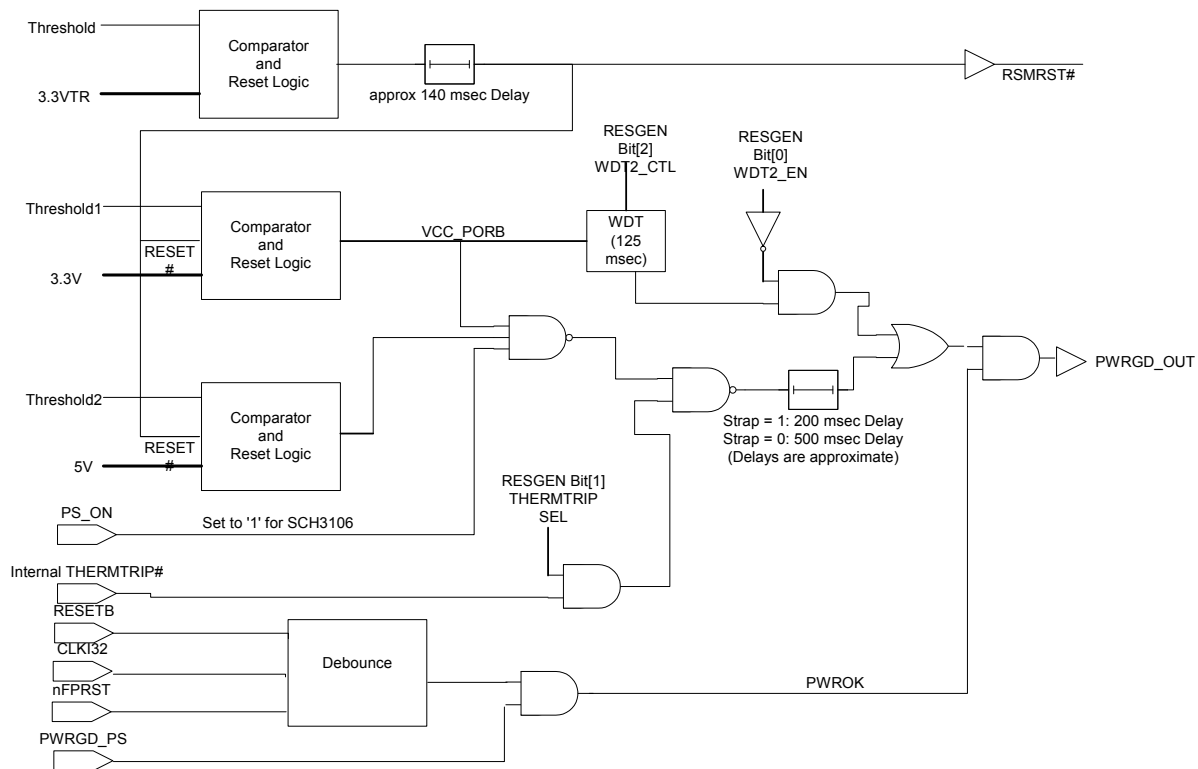 Threshold
Comparator
and
Reset Logic
3.3VTR
approx 140 msec Delay
RSMRST#
RESGEN
Bit[2]
WDT2_CTL
RESGEN
Bit[0]
WDT2_EN
Threshold1
Comparator
and
Reset Logic
RESET
#
3.3V
VCC_PORB
WDT
(125
msec)
PWRGD_OUT
Threshold2
Comparator
and
Reset Logic
RESET
#
5V
Strap = 1: 200 msec Delay
Strap = 0: 500 msec Delay
(Delays are approximate)
RESGEN Bit[1]
THERMTRIP
SEL
PS_ON
Set to '1' for SCH3106
Internal THERMTRIP#
RESETB
CLKI32
nFPRST
Debounce
PWROK
PWRGD_PS